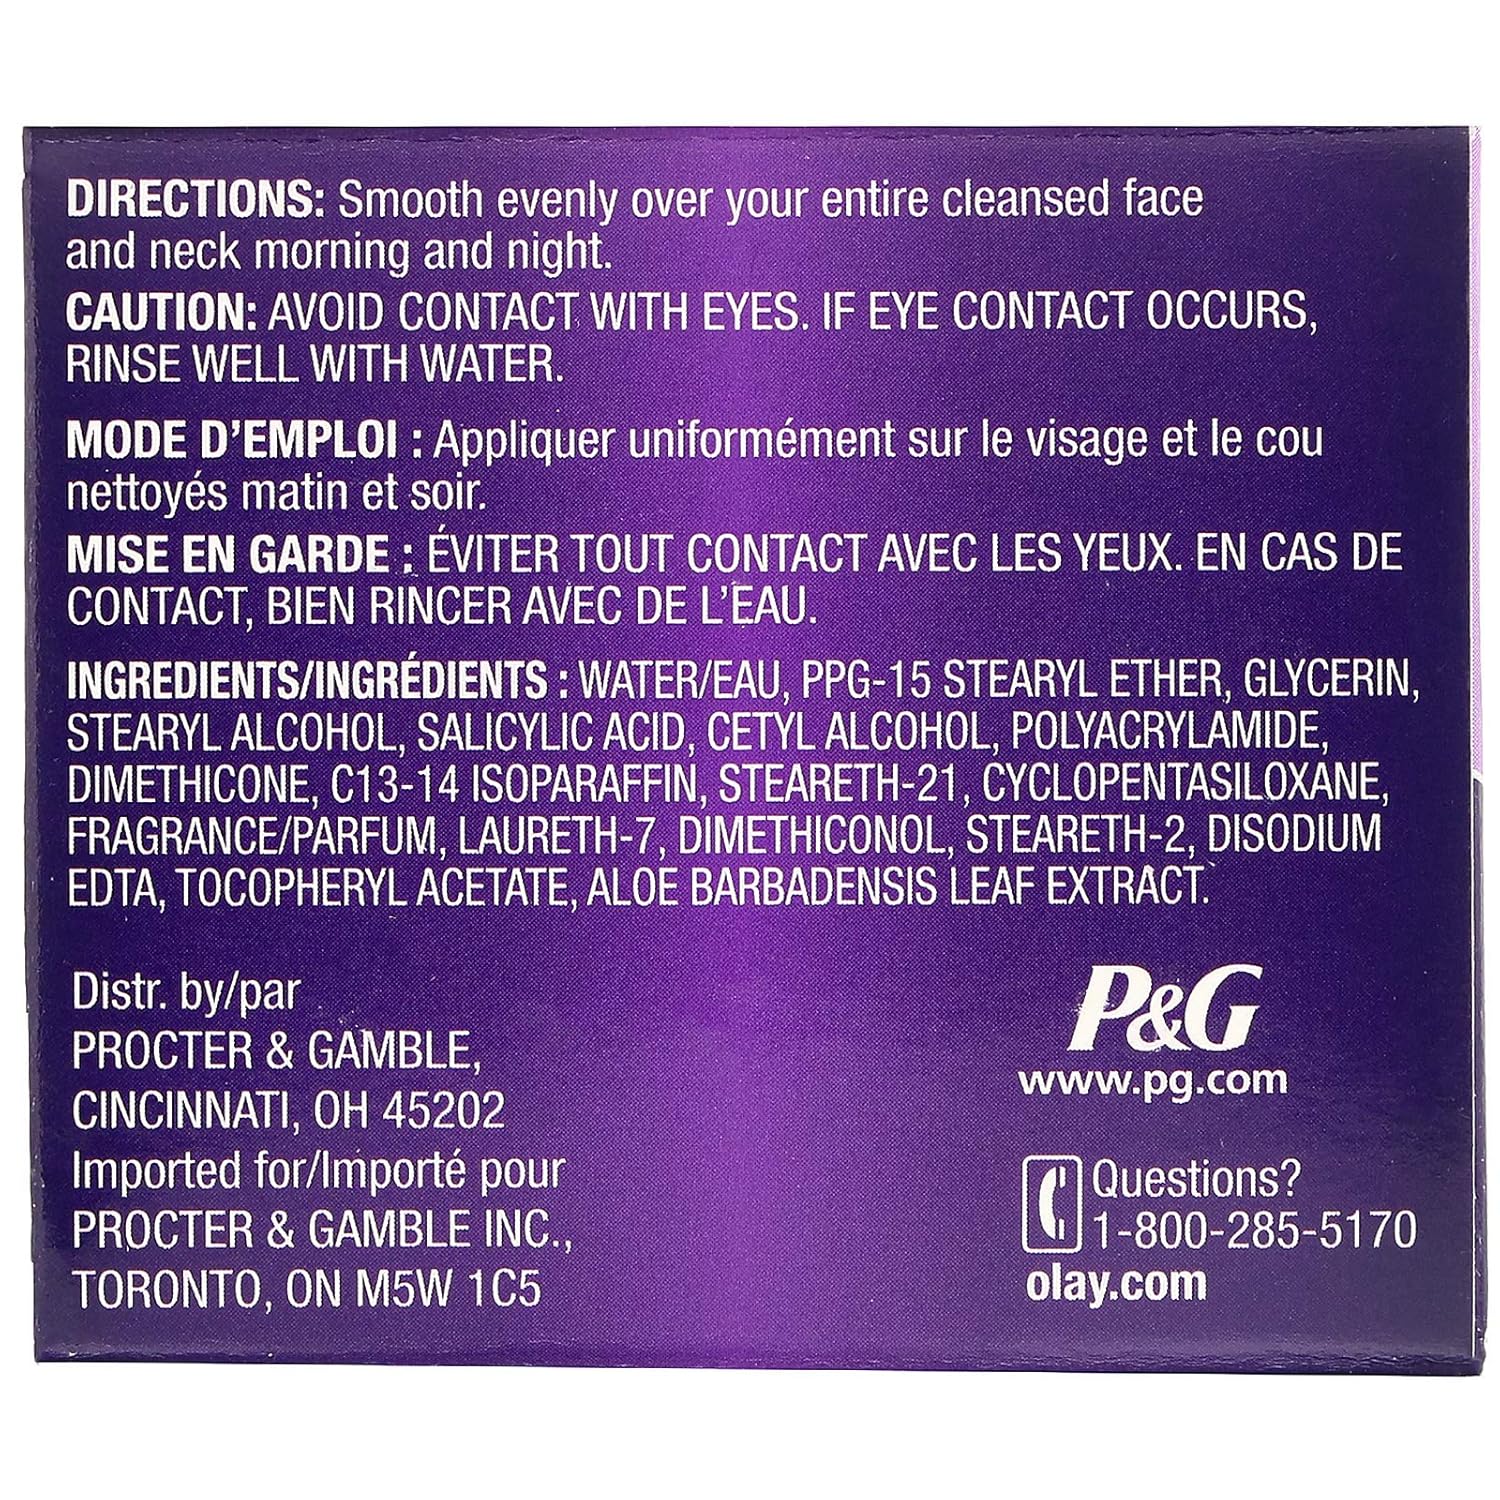 DIRECTIONS: Smooth evenly over your entire cleansed face
and neck morning and night.
CAUTION: AVOID CONTACT WITH EYES. IF EYE CONTACT OCCURS,
RINSE WELL WITH WATER.
MODE D'EMPLOI : Appliquer uniformément sur le visage et le cou
nettoyés matin et soir.
MISE EN GARDE : ÉVITER TOUT CONTACT AVEC LES YEUX. EN CAS DE
CONTACT, BIEN RINCER AVEC DE L'EAU.
INGREDIENTS/INGRÉDIENTS : WATER/EAU, PPG-15 STEARYL ETHER, GLYCERIN,
STEARYL ALCOHOL, SALICYLIC ACID, CETYL ALCOHOL, POLYACRYLAMIDE,
DIMETHICONE, C13-14 ISOPARAFFIN, STEARETH-21, CYCLOPENTASILOXANE,
FRAGRANCE/PARFUM, LAURETH-7, DIMETHICONOL, STEARETH-2, DISODIUM
EDTA, TOCOPHERYL ACETATE, ALOE BARBADENSIS LEAF EXTRACT.
Distr. by/par
PROCTER & GAMBLE,
CINCINNATI, OH 45202
Imported for/Importé pour
PROCTER & GAMBLE INC.,
TORONTO, ON M5W 1C5
P&G
www.pg.com
Questions?
1-800-285-5170
olay.com